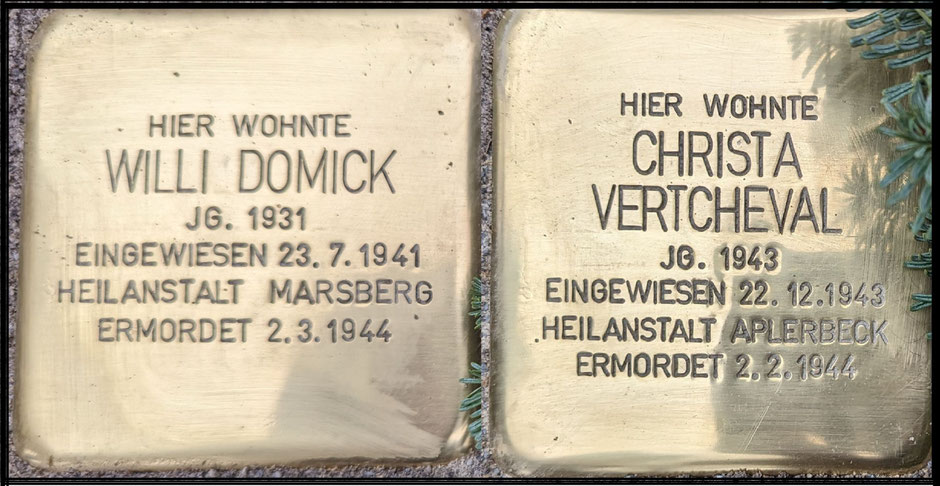 HIER WOHNTE
WILLI DOMICK
JG. 1931
EINGEWIESEN 23.7.1941
HEILANSTALT MARSBERG
ERMORDET 2.3.1944
HIER WOHNTE
CHRISTA
VERTCHEVAL
JG. 1943
EINGEWIESEN 22.12.1943
HEILANSTALT APLERBECK
ERMORDET 2.2.1944